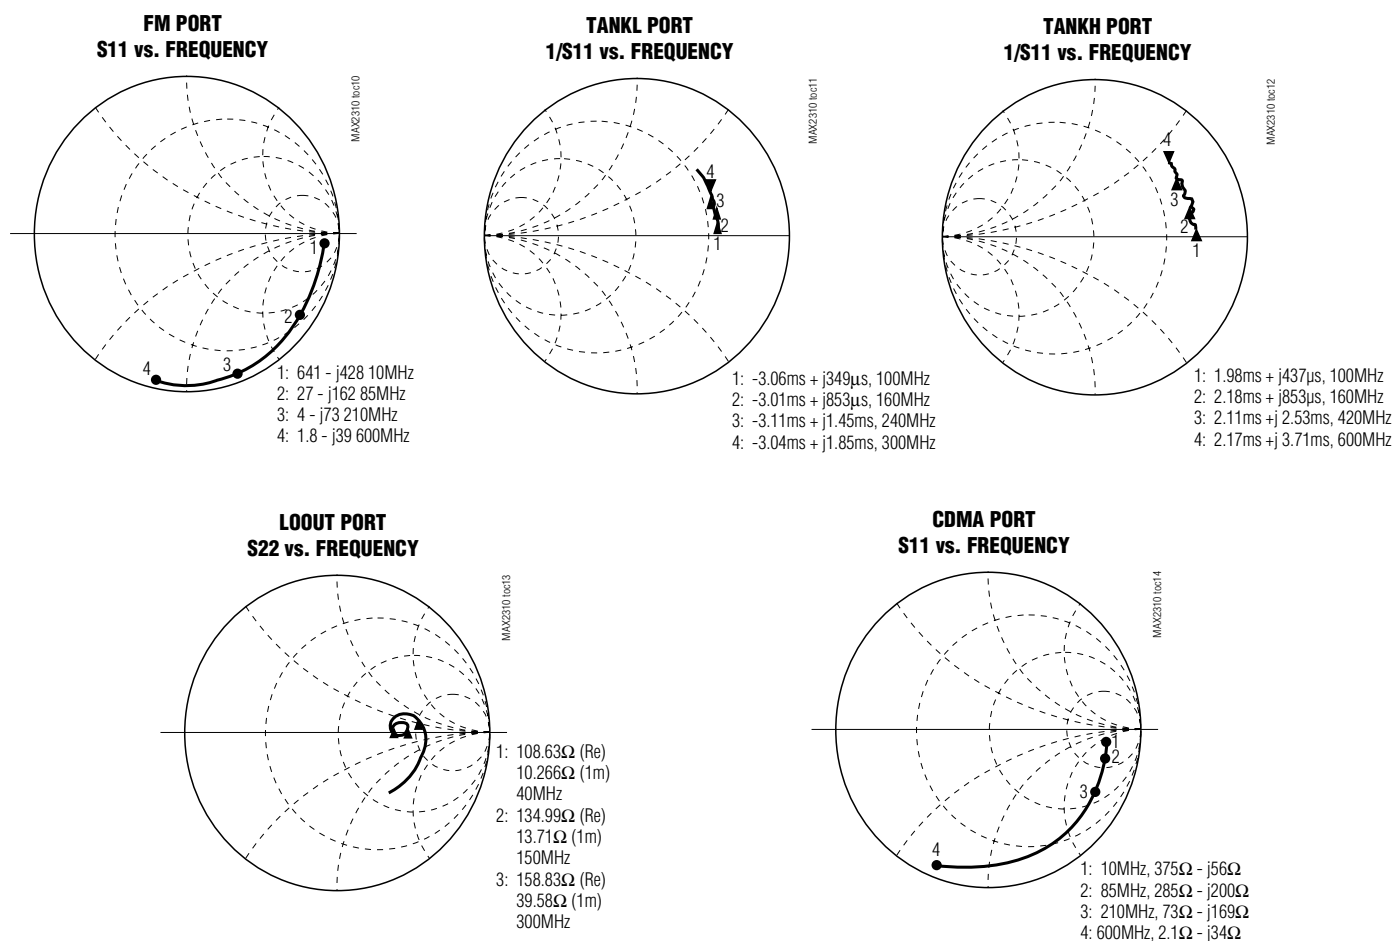 FM PORT
S11 vs. FREQUENCY
MAX2310 toc10
1
2
3
4
1: 641 - j428 10MHz
2: 27 - j162 85MHz
3: 4 - j73 210MHz
4: 1.8 - j39 600MHz
TANKL PORT
1/S11 vs. FREQUENCY
MAX2310 toc11
4
3
2
1
1: -3.06ms + j349µs, 100MHz
2: -3.01ms + j853µs, 160MHz
3: -3.11ms + j1.45ms, 240MHz
4: -3.04ms + j1.85ms, 300MHz
TANKH PORT
1/S11 vs. FREQUENCY
MAX2310 toc12
4
3
2
1
1: 1.98ms + j437µs, 100MHz
2: 2.18ms + j853µs, 160MHz
3: 2.11ms +j 2.53ms, 420MHz
4: 2.17ms +j 3.71ms, 600MHz
LOOUT PORT
S22 vs. FREQUENCY
MAX2310 toc13
1: 108.63Ω (Re)
10.266Ω (1m)
40MHz
2: 134.99Ω (Re)
13.71Ω (1m)
150MHz
3: 158.83Ω (Re)
39.58Ω (1m)
300MHz
CDMA PORT
S11 vs. FREQUENCY
MAX2310 toc14
1
2
3
4
1: 10MHz, 375Ω - j56Ω
2: 85MHz, 285Ω - j200Ω
3: 210MHz, 73Ω - j169Ω
4: 600MHz, 2.1Ω - j34Ω